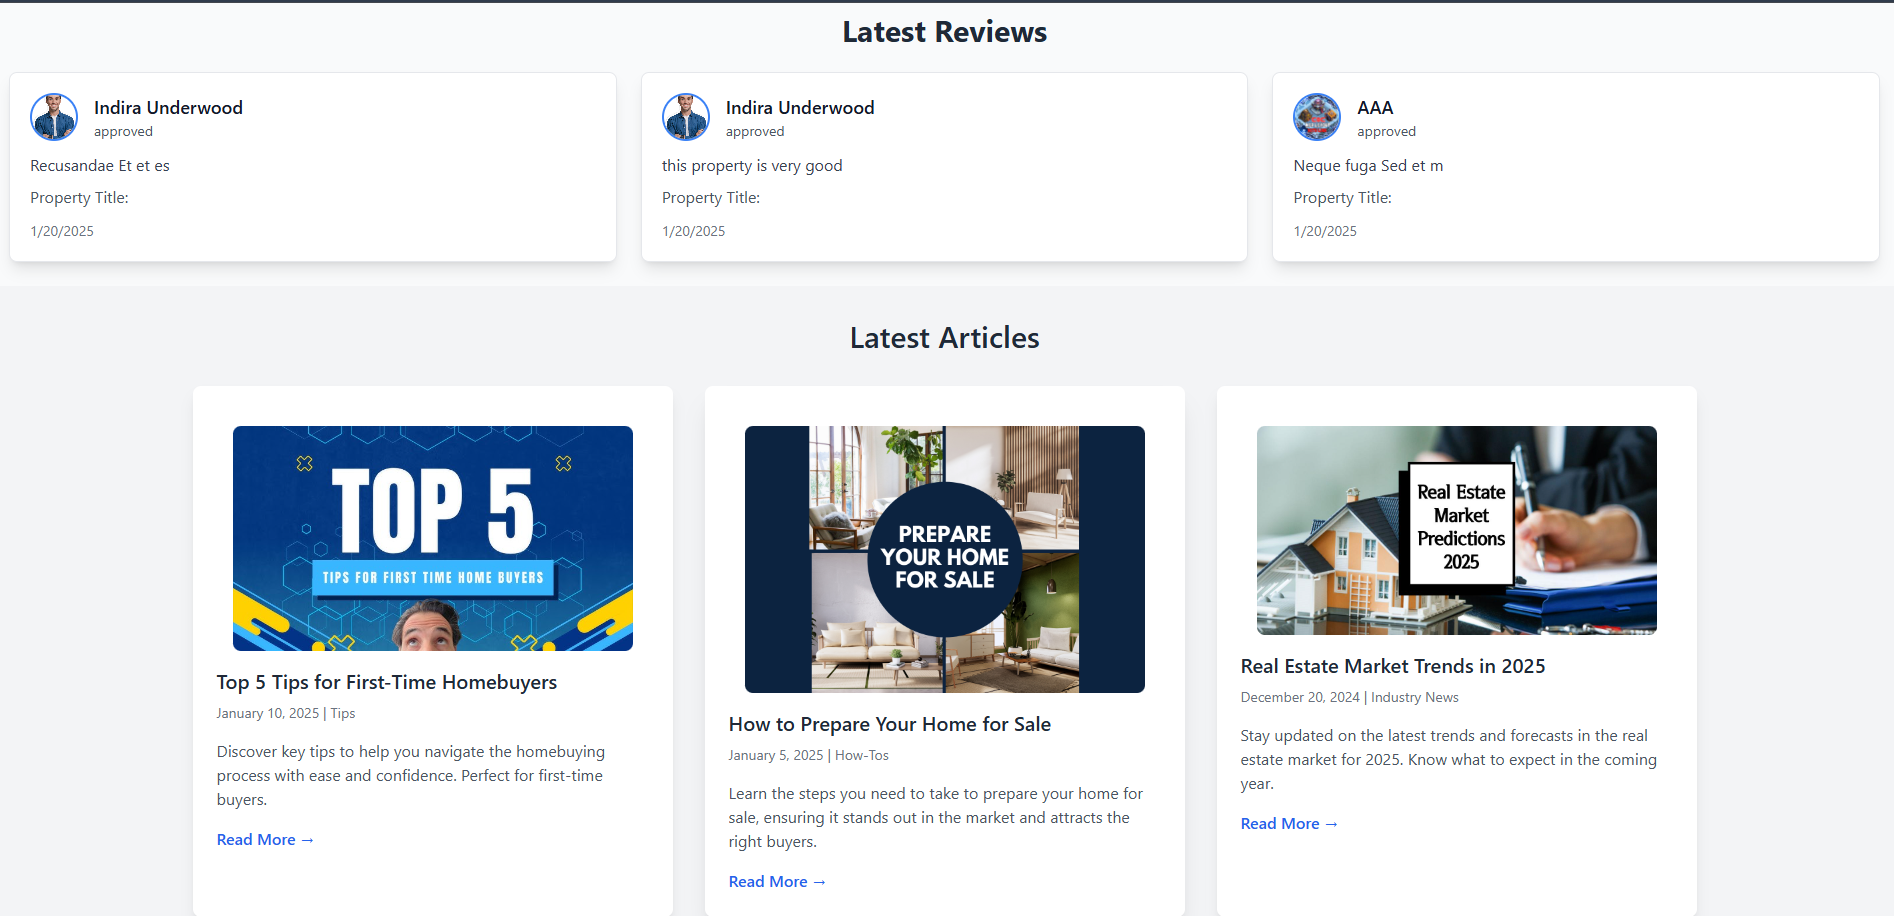 Latest Reviews
Indira Underwood
approved
Recusandae Et et es
Property Title:
1/20/2025
Indira Underwood
approved
this property is very good
Property Title:
1/20/2025
AAA
approved
Neque fuga Sed et m
Property Title:
1/20/2025
Latest Articles
TOP 5
TIPS FOR FIRST TIME HOME BUYERS
Top 5 Tips for First-Time Homebuyers
January 10, 2025 | Tips
Discover key tips to help you navigate the homebuying
process with ease and confidence. Perfect for first-time
buyers.
Read More →
PREPARE
YOUR HOME
FOR SALE
How to Prepare Your Home for Sale
January 5, 2025 | How-Tos
Learn the steps you need to take to prepare your home for
sale, ensuring it stands out in the market and attracts the
right buyers.
Read More →
Real Estate
Market
Predictions
2025
Real Estate Market Trends in 2025
December 20, 2024 | Industry News
Stay updated on the latest trends and forecasts in the real
estate market for 2025. Know what to expect in the coming
year.
Read More →